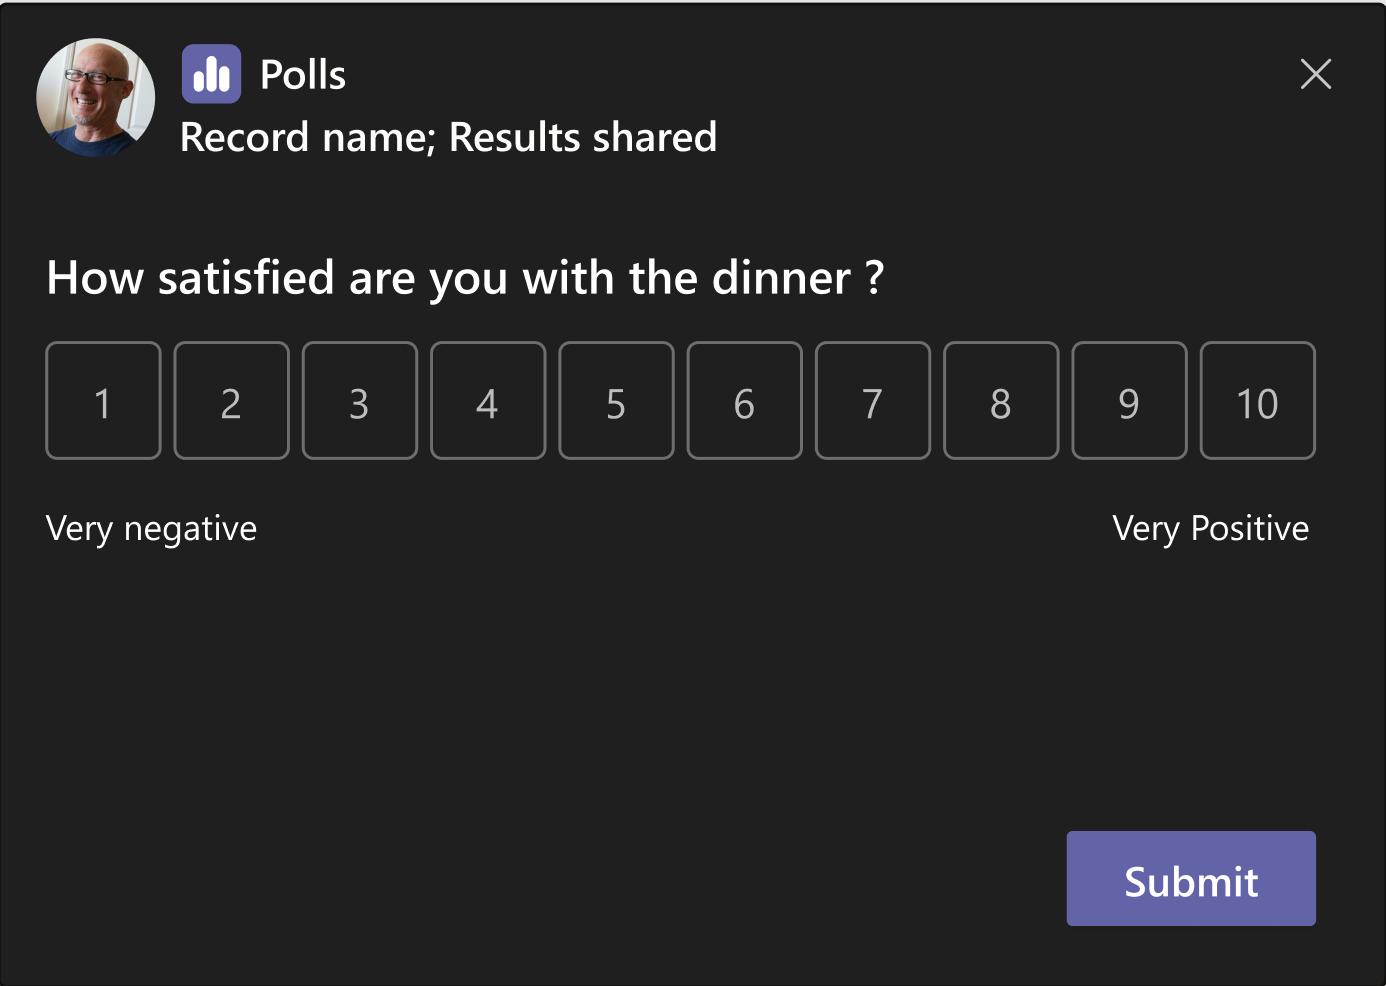 Polls
Record name; Results shared
How satisfied are you with the dinner ?
1 2 3 4 5 6 7 8 9 10
Very negative Very Positive
Submit